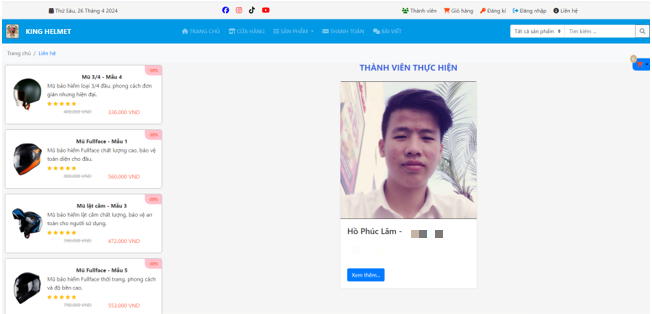 Thứ Sáu, 26 Tháng 4 2024
Thành viên Giỏ hàng Đăng kí Đăng nhập Liên hệ
KING HELMET
TRANG CHỦ CỬA HÀNG SẢN PHẨM THANH TOÁN BÀI VIẾT
Tất cả sản phẩm Tìm kiếm ...
Trang chủ / Liên hệ
THÀNH VIÊN THỰC HIỆN
Mũ 3/4 - Mẫu 4
Mũ bảo hiểm loại 3/4 đầu, phong cách đơn
giản nhưng hiện đại.
336.000 VND
Mũ Fullface - Mẫu 1
Mũ bảo hiểm Fullface chất lượng cao, bảo vệ
toàn diện cho đầu.
800.000 VND 560.000 VND
Mũ lật cằm - Mẫu 3
Mũ bảo hiểm lật cằm chất lượng, bảo vệ an
toàn cho người sử dụng.
472.000 VND
Mũ Fullface - Mẫu 5
Mũ bảo hiểm Fullface thời trang, phong cách
và độ bền cao.
790.000 VND 553.000 VND
Hồ Phúc Lâm -
Xem thêm...